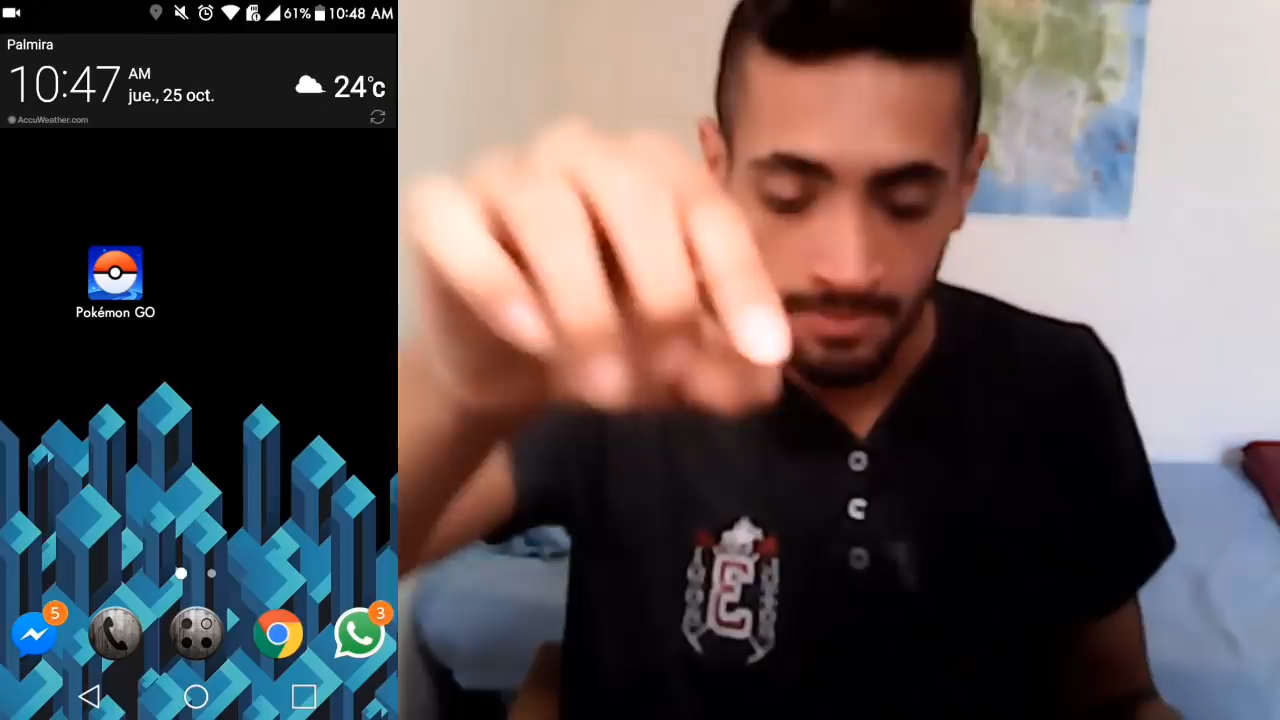 61% 10:48 AM
Palmira
10:47 AM
jue., 25 oct.
24°c
AccuWeather.com
Pokémon GO
5
3